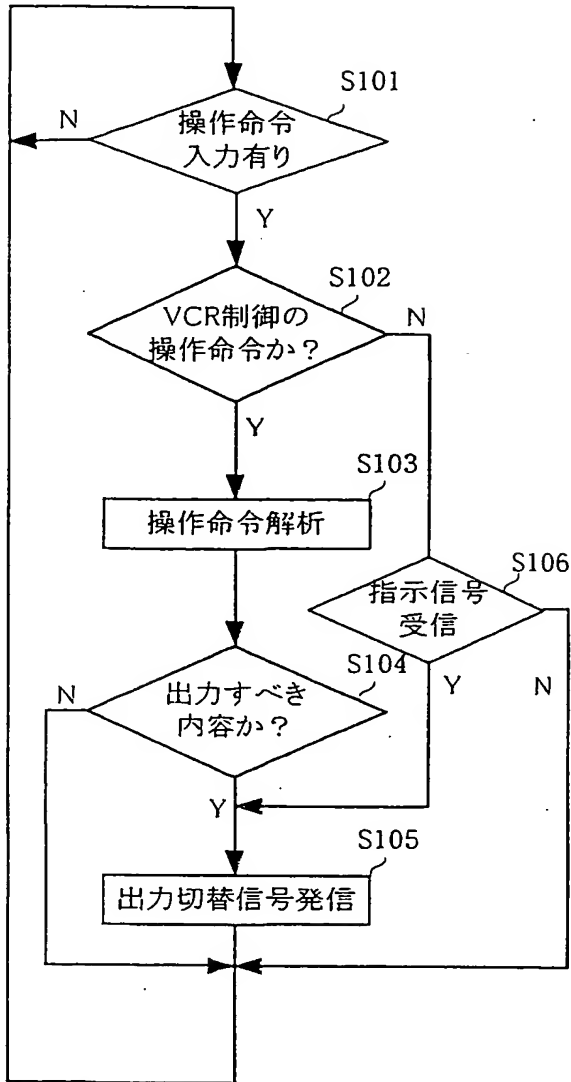 S101
N
操作命令
入力有り
Y
S102
VCR制御の
操作命令か？
N
Y
S103
操作命令解析
S106
指示信号
受信
S104
N
出力すべき
内容か？
Y
N
Y
S105
出力切替信号発信